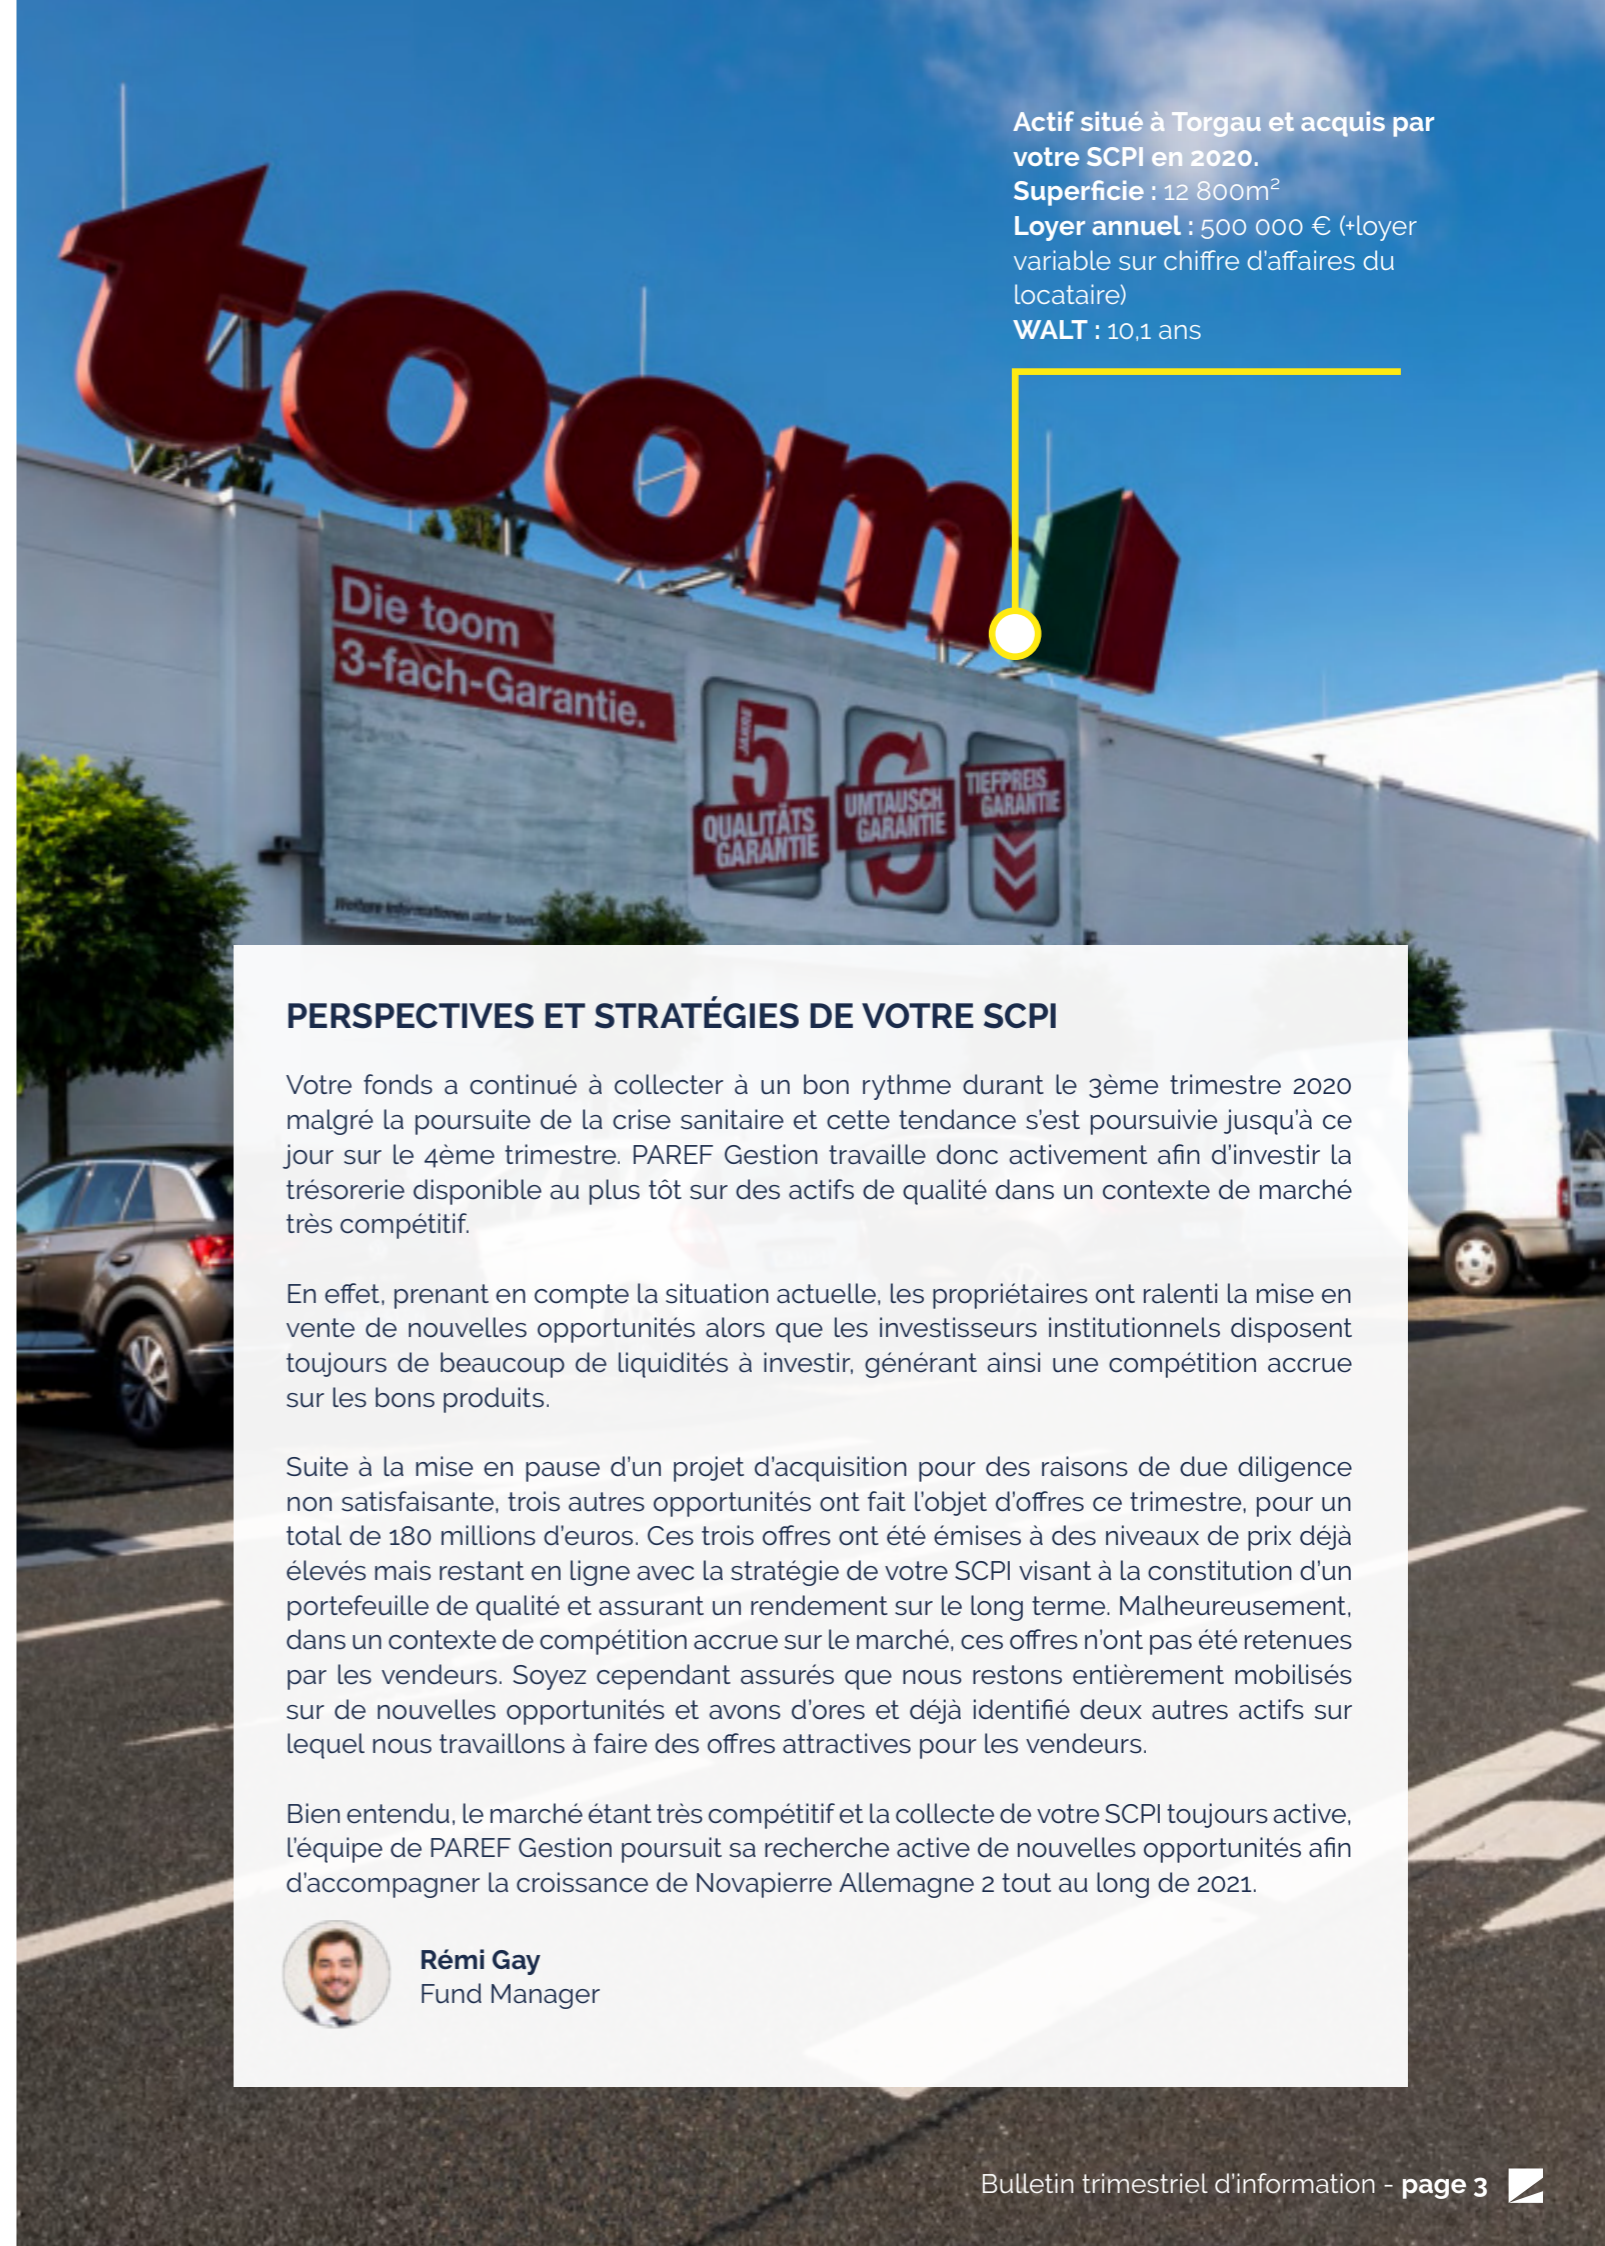 Actif situé à Torgau et acquis par
votre SCPI en 2020.
Superficie : 12 800m²
Loyer annuel : 500 000 € (+loyer
variable sur chiffre d'affaires du
locataire)
WALT : 10,1 ans
toom
Die toom
3-fach-Garantie.
5 JAHRE
QUALITÄTS
GARANTIE
UMTAUSCH
GARANTIE
TIEFPREIS
GARANTIE
Weitere Informationen unter toom
PERSPECTIVES ET STRATÉGIES DE VOTRE SCPI
Votre fonds a continué à collecter à un bon rythme durant le 3ème trimestre 2020
malgré la poursuite de la crise sanitaire et cette tendance s'est poursuivie jusqu'à ce
jour sur le 4ème trimestre. PAREF Gestion travaille donc activement afin d'investir la
trésorerie disponible au plus tôt sur des actifs de qualité dans un contexte de marché
très compétitif.
En effet, prenant en compte la situation actuelle, les propriétaires ont ralenti la mise en
vente de nouvelles opportunités alors que les investisseurs institutionnels disposent
toujours de beaucoup de liquidités à investir, générant ainsi une compétition accrue
sur les bons produits.
Suite à la mise en pause d'un projet d'acquisition pour des raisons de due diligence
non satisfaisante, trois autres opportunités ont fait l'objet d'offres ce trimestre, pour un
total de 180 millions d'euros. Ces trois offres ont été émises à des niveaux de prix déjà
élevés mais restant en ligne avec la stratégie de votre SCPI visant à la constitution d'un
portefeuille de qualité et assurant un rendement sur le long terme. Malheureusement,
dans un contexte de compétition accrue sur le marché, ces offres n'ont pas été retenues
par les vendeurs. Soyez cependant assurés que nous restons entièrement mobilisés
sur de nouvelles opportunités et avons d'ores et déjà identifié deux autres actifs sur
lequel nous travaillons à faire des offres attractives pour les vendeurs.
Bien entendu, le marché étant très compétitif et la collecte de votre SCPI toujours active,
l'équipe de PAREF Gestion poursuit sa recherche active de nouvelles opportunités afin
d'accompagner la croissance de Novapierre Allemagne 2 tout au long de 2021.
Rémi Gay
Fund Manager
Bulletin trimestriel d'information - page 3